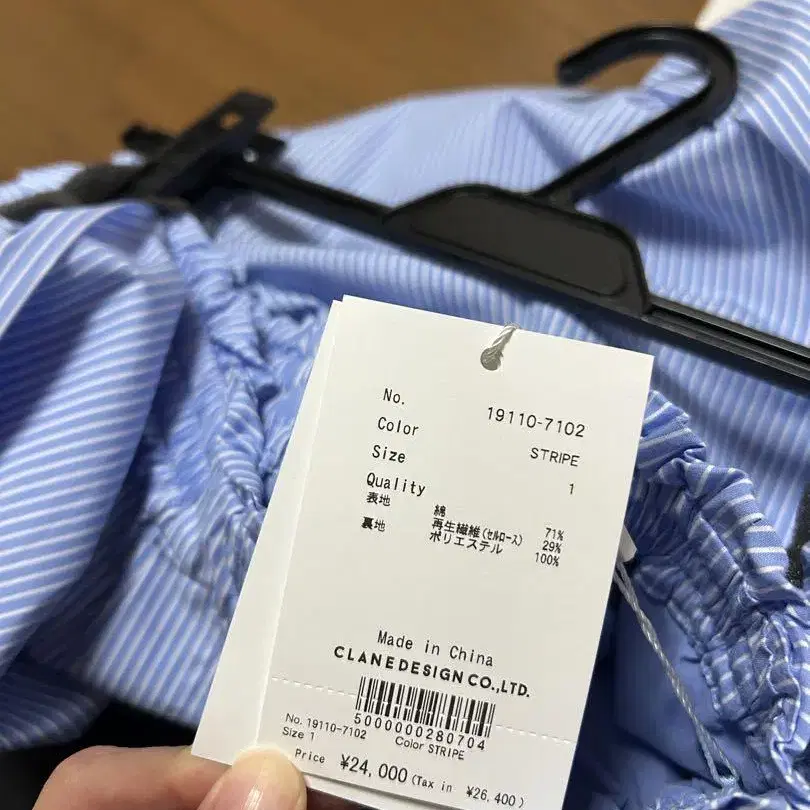 No. 19110-7102
Color STRIPE
Size 1
Quality
表地 綿 71%
再生繊維(セルロース) 29%
裏地 ポリエステル 100%
Made in China
CLANE DESIGN CO.,LTD.
5000000280704
No. 19110-7102 Color STRIPE
Size 1
Price ¥24,000 (Tax in ¥26,400)